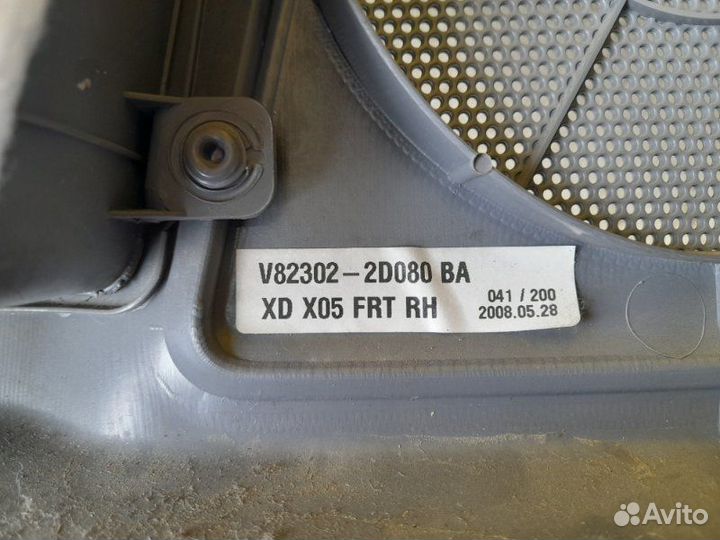 V82302-2D080 BA
XD X05 FRT RH
041 / 200
2008.05.28
Avito